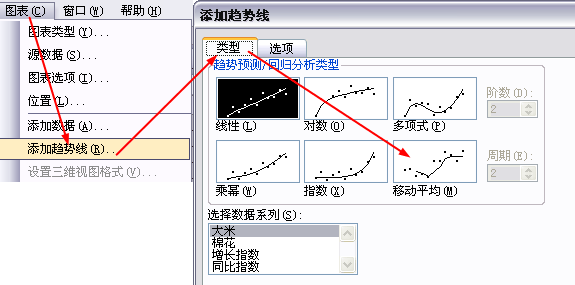 图表(C) 窗口(W) 帮助(H)
图表类型(Y)...
源数据(S)...
图表选项(I)...
位置(L)...
添加数据(A)...
添加趋势线(R)...
设置三维视图格式(V)...
添加趋势线
类型 选项
趋势预测/回归分析类型
线性(L) 对数(O) 多项式(P)
阶数(D):
2
乘幂(W) 指数(X) 移动平均(M)
周期(E):
2
选择数据系列(S):
大米
棉花
增长指数
同比指数